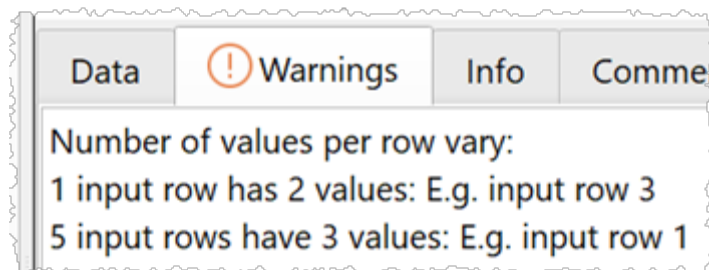 Data Warnings Info Comme
Number of values per row vary:
1 input row has 2 values: E.g. input row 3
5 input rows have 3 values: E.g. input row 1